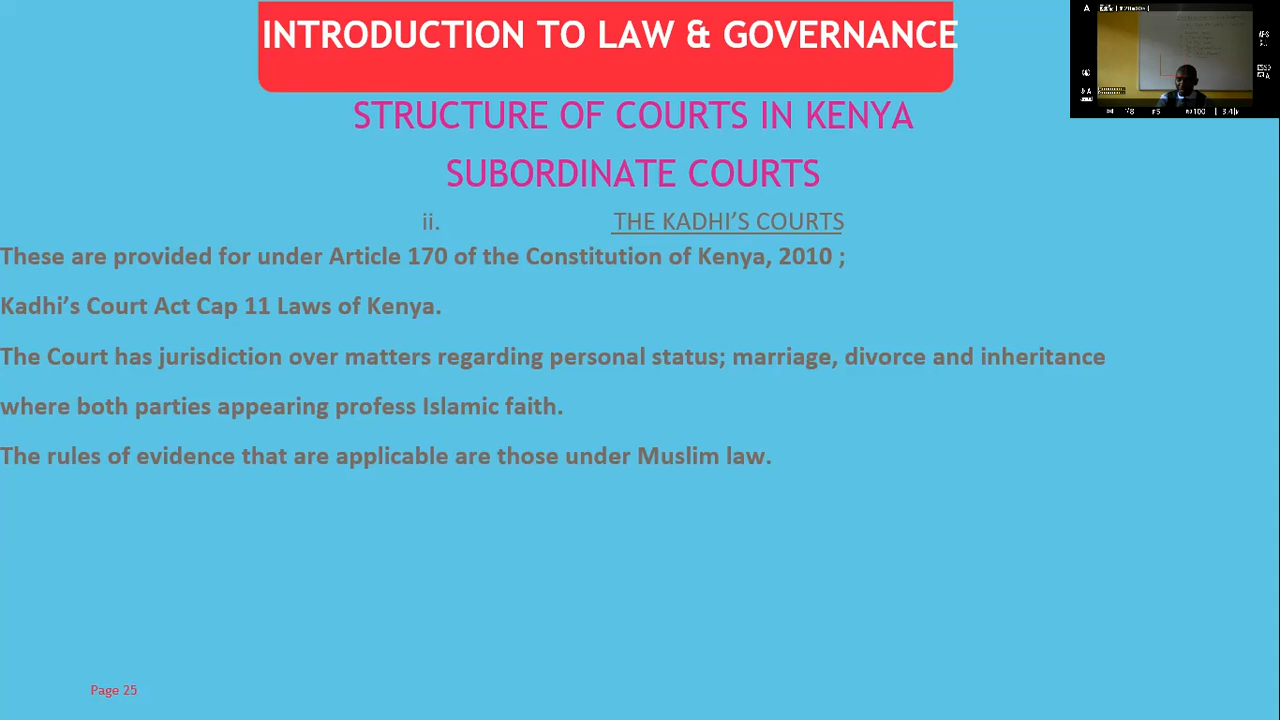 INTRODUCTION TO LAW & GOVERNANCE
STRUCTURE OF COURTS IN KENYA
SUBORDINATE COURTS
ii. THE KADHI’S COURTS
These are provided for under Article 170 of the Constitution of Kenya, 2010 ;
Kadhi’s Court Act Cap 11 Laws of Kenya.
The Court has jurisdiction over matters regarding personal status; marriage, divorce and inheritance
where both parties appearing profess Islamic faith.
The rules of evidence that are applicable are those under Muslim law.
Page 25